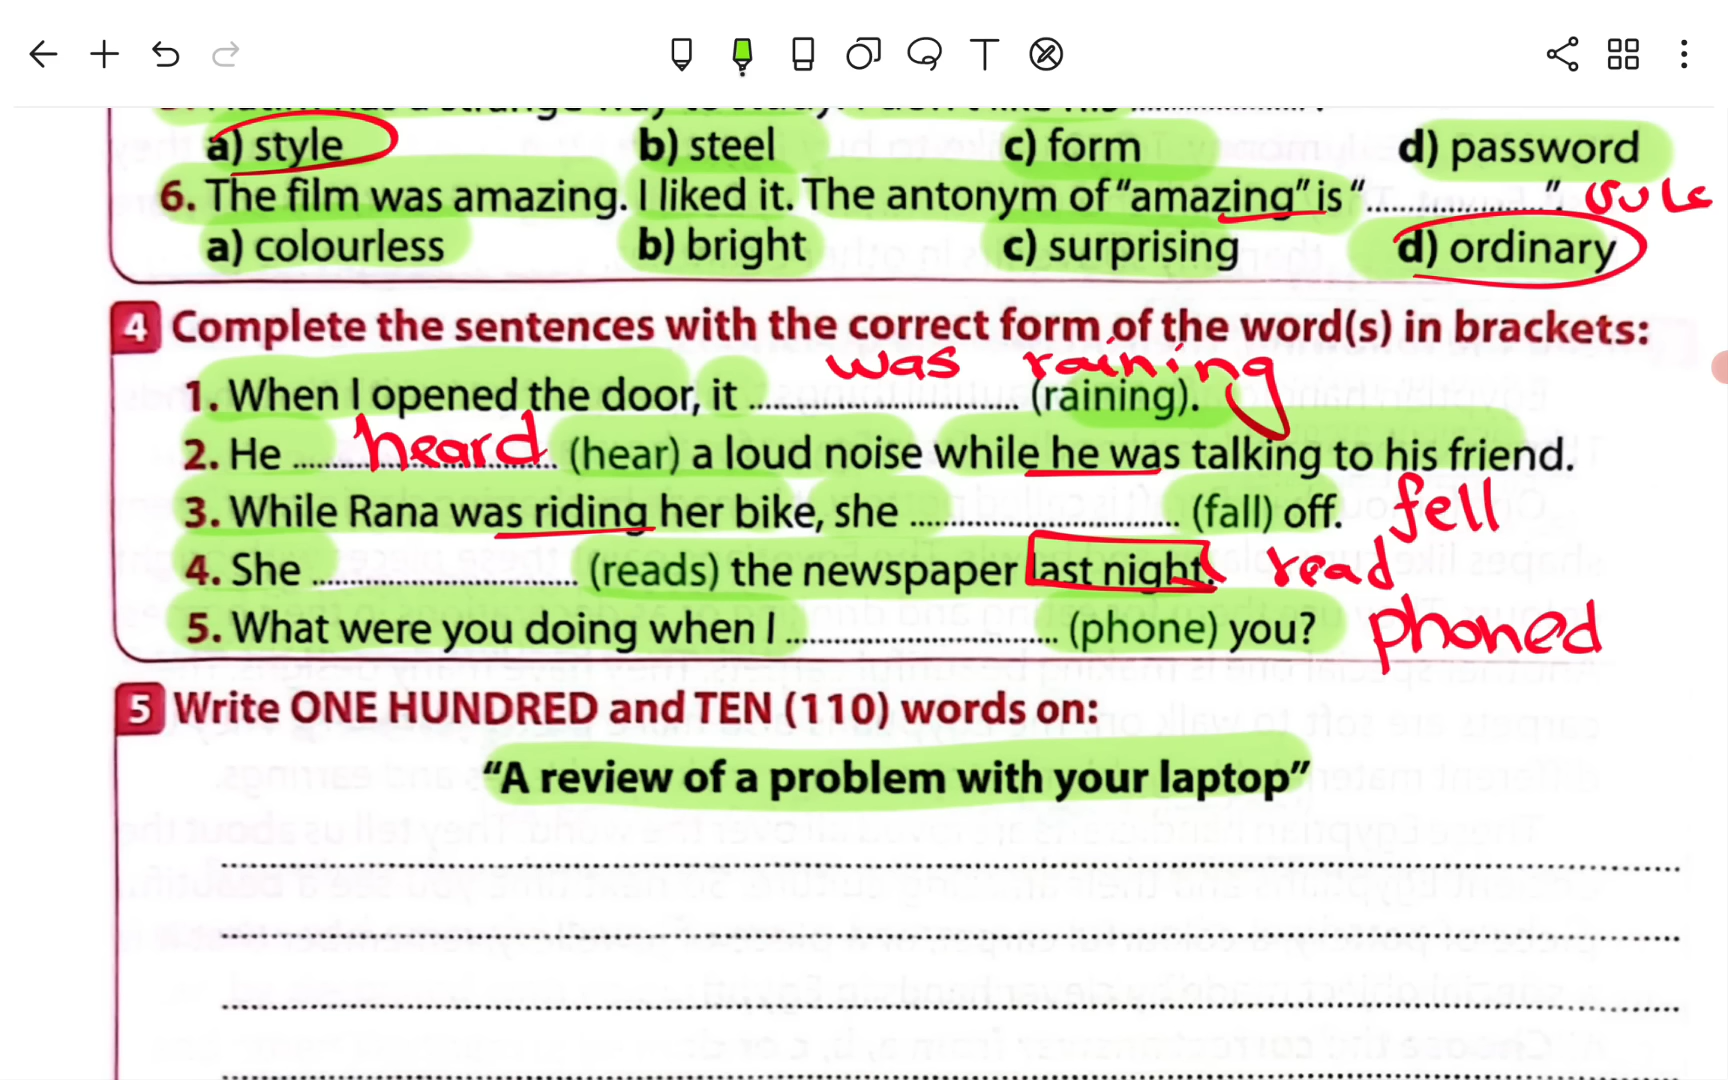 a) style b) steel c) form d) password
6. The film was amazing. I liked it. The antonym of “amazing” is “....................”
a) colourless b) bright c) surprising d) ordinary
4 Complete the sentences with the correct form of the word(s) in brackets:
was raining
1. When I opened the door, it .............................. (raining).
2. He heard (hear) a loud noise while he was talking to his friend.
3. While Rana was riding her bike, she .............................. (fall) off. fell
4. She .............................. (reads) the newspaper last night. read
5. What were you doing when I .............................. (phone) you? phoned
5 Write ONE HUNDRED and TEN (110) words on:
“A review of a problem with your laptop”